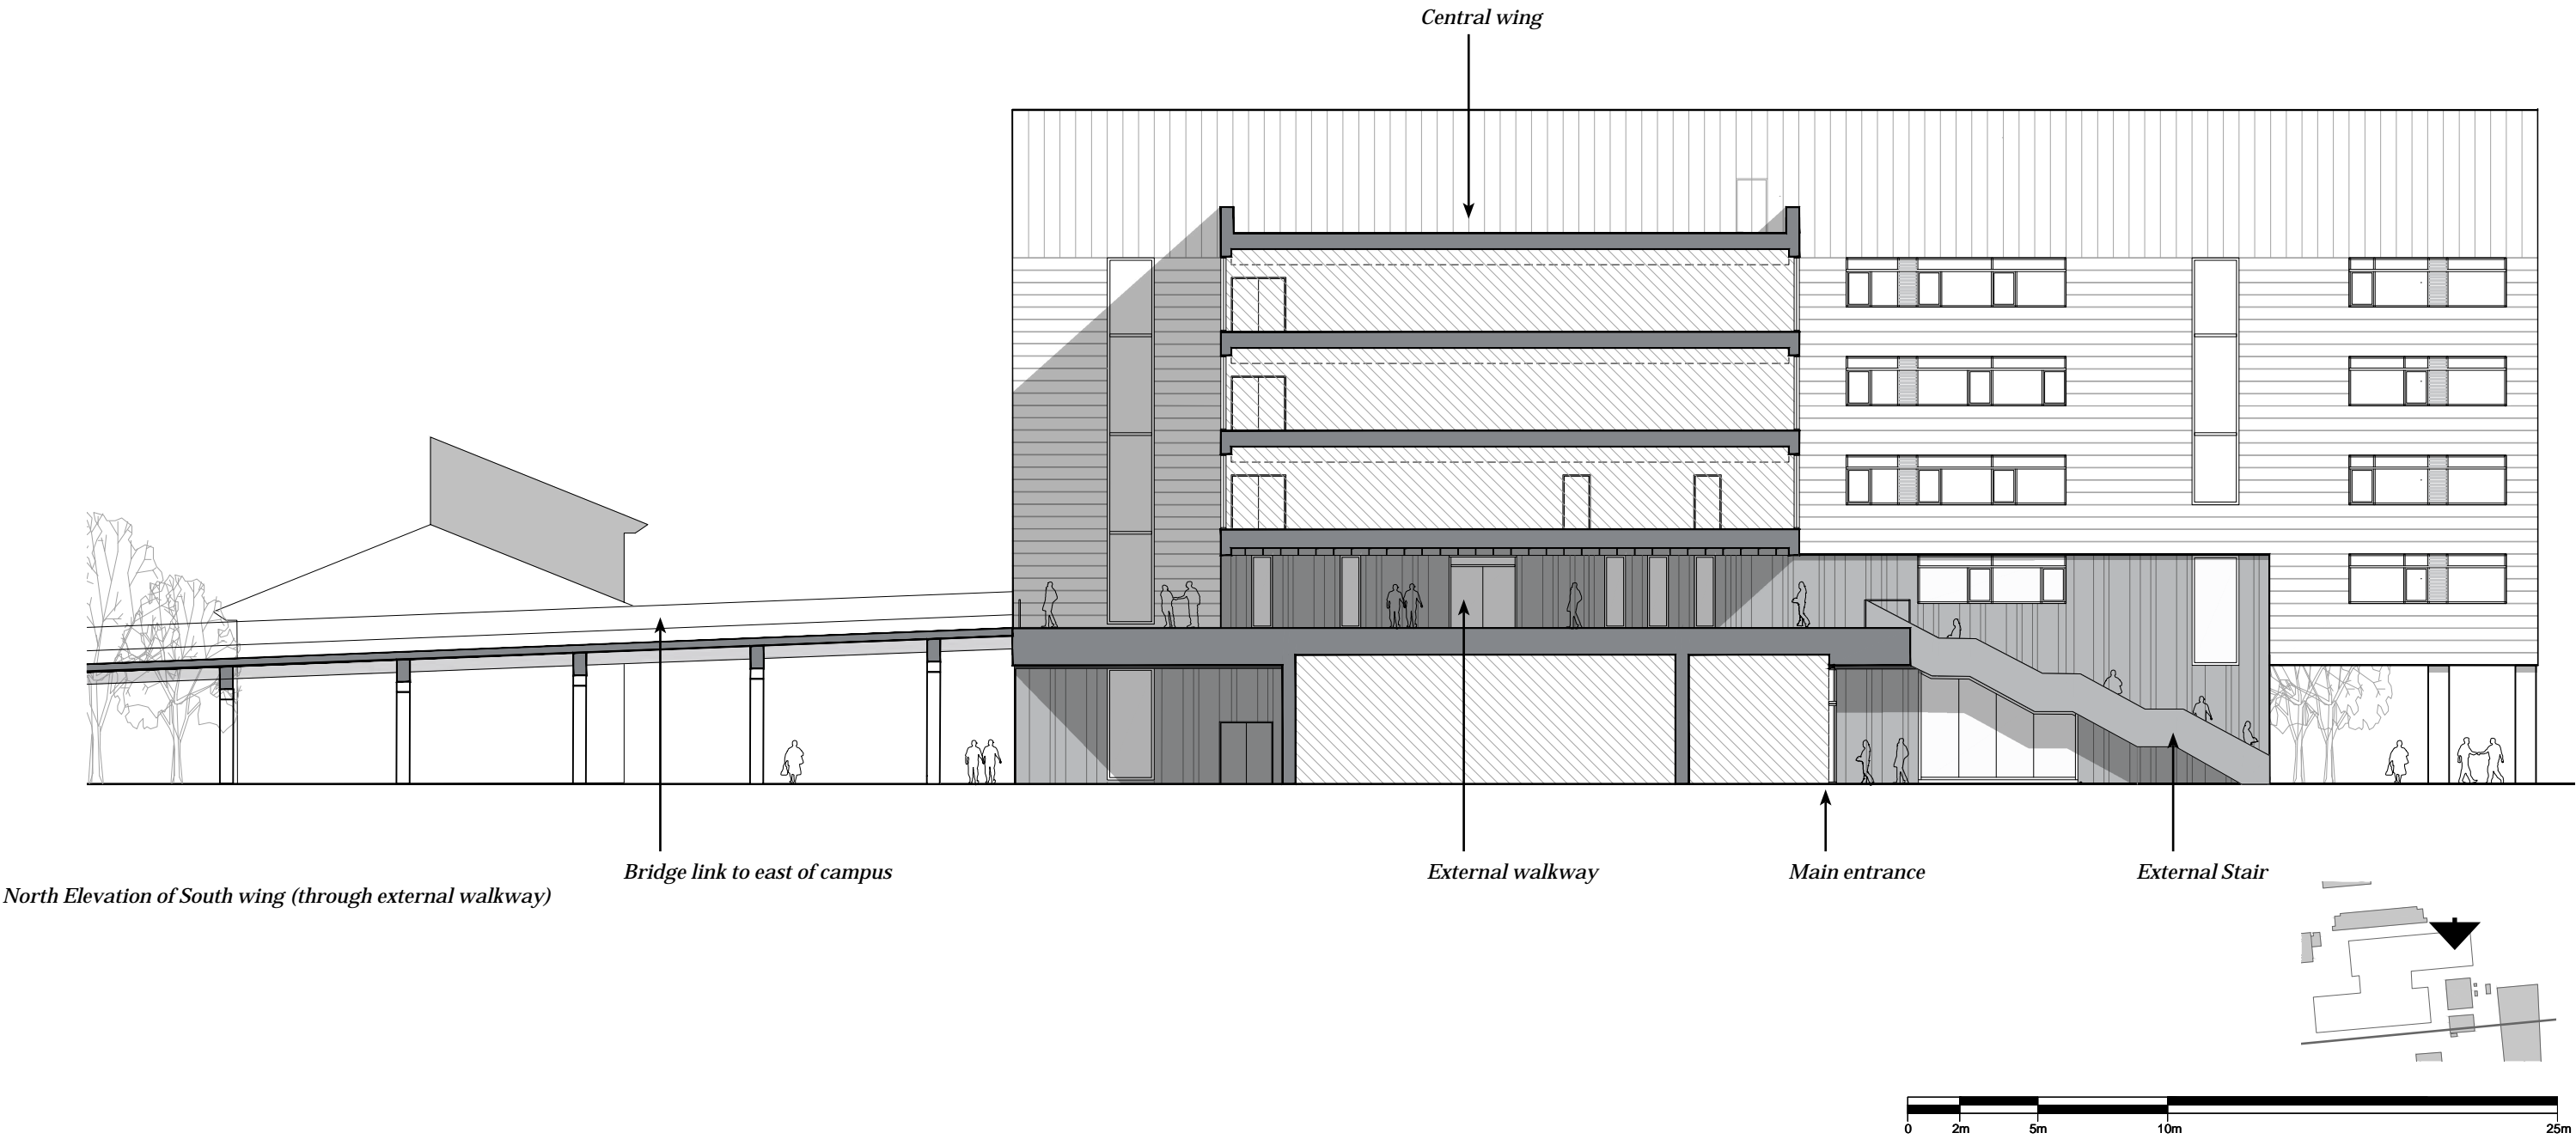 Central wing
Bridge link to east of campus
External walkway
Main entrance
External Stair
North Elevation of South wing (through external walkway)
0 2m 5m 10m 25m